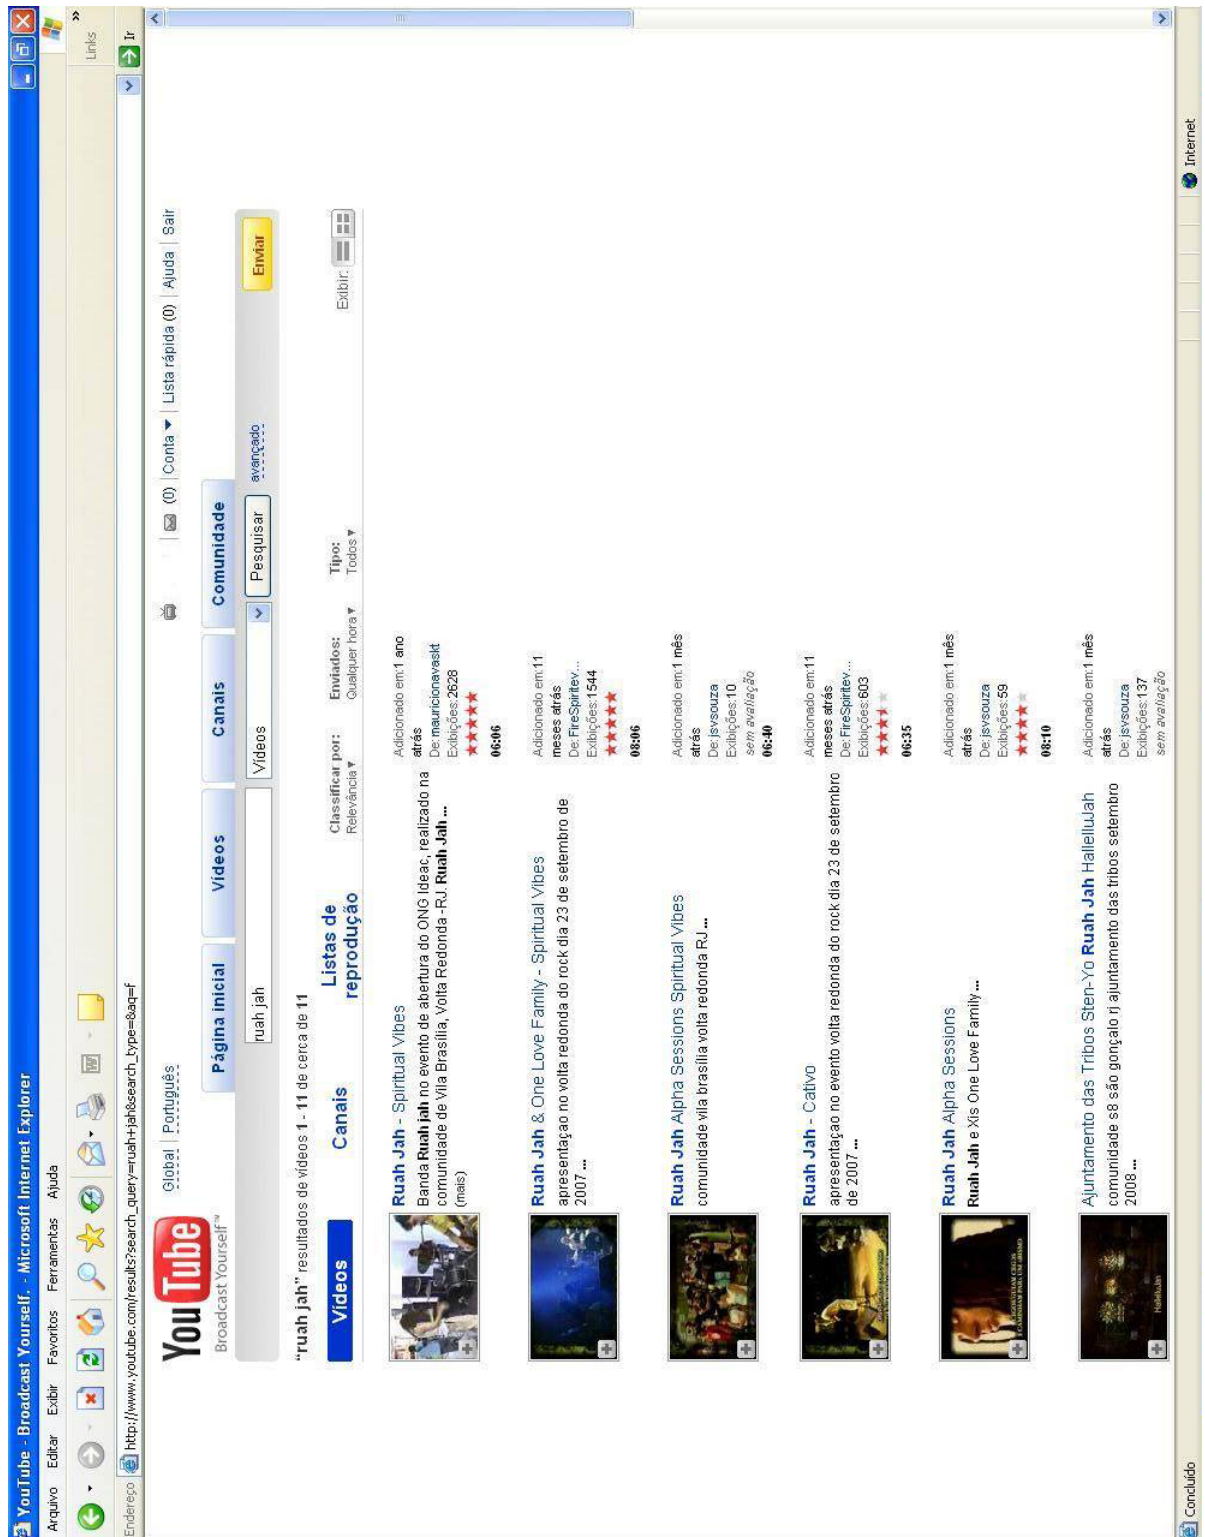 YouTube - Broadcast Yourself. - Microsoft Internet Explorer
Arquivo Editar Exibir Favoritos Ferramentas Ajuda
Links
Endereço http://www.youtube.com/results?search_query=ruah+jah&search_type=&aq=f Ir
YouTube
Broadcast Yourself™
Global | Português
(0) | Conta ▼ | Lista rápida (0) | Ajuda | Sair
Página inicial Vídeos Canais Comunidade
ruah jah Vídeos Pesquisar avançado Enviar
"ruah jah" resultados de vídeos 1 - 11 de cerca de 11
Vídeos Canais Listas de reprodução
Classificar por: Relevância▼
Enviados: Qualquer hora▼
Tipo: Todos▼
Exibir:
Ruah Jah - Spiritual Vibes
Banda Ruah jah no evento de abertura do ONG Ideac, realizado na
comunidade de Vila Brasília, Volta Redonda -RJ. Ruah Jah ...
(mais)
Adicionado em:1 ano
atrás
De:mauricionavaskt
Exibições:2628
06:06
Ruah Jah & One Love Family - Spiritual Vibes
apresentaçao no volta redonda do rock dia 23 de setembro de
2007 ...
Adicionado em:11
meses atrás
De:FireSpiritev...
Exibições:1544
08:06
Ruah Jah Alpha Sessions Spiritual Vibes
comunidade vila brasília volta redonda RJ ...
Adicionado em:1 mês
atrás
De:jsvsouza
Exibições:10
sem avaliação
06:40
Ruah Jah - Cativo
apresentaçao no evento volta redonda do rock dia 23 de setembro
de 2007 ...
Adicionado em:11
meses atrás
De:FireSpiritev...
Exibições:603
06:35
Ruah Jah Alpha Sessions
Ruah Jah e Xis One Love Family ...
Adicionado em:1 mês
atrás
De:jsvsouza
Exibições:59
08:10
Ajuntamento das Tribos Sten-Yo Ruah Jah HallelluJah
comunidade s8 são gonçalo rj ajuntamento das tribos setembro
2008 ...
Adicionado em:1 mês
atrás
De:jsvsouza
Exibições:137
sem avaliação
Concluído
Internet